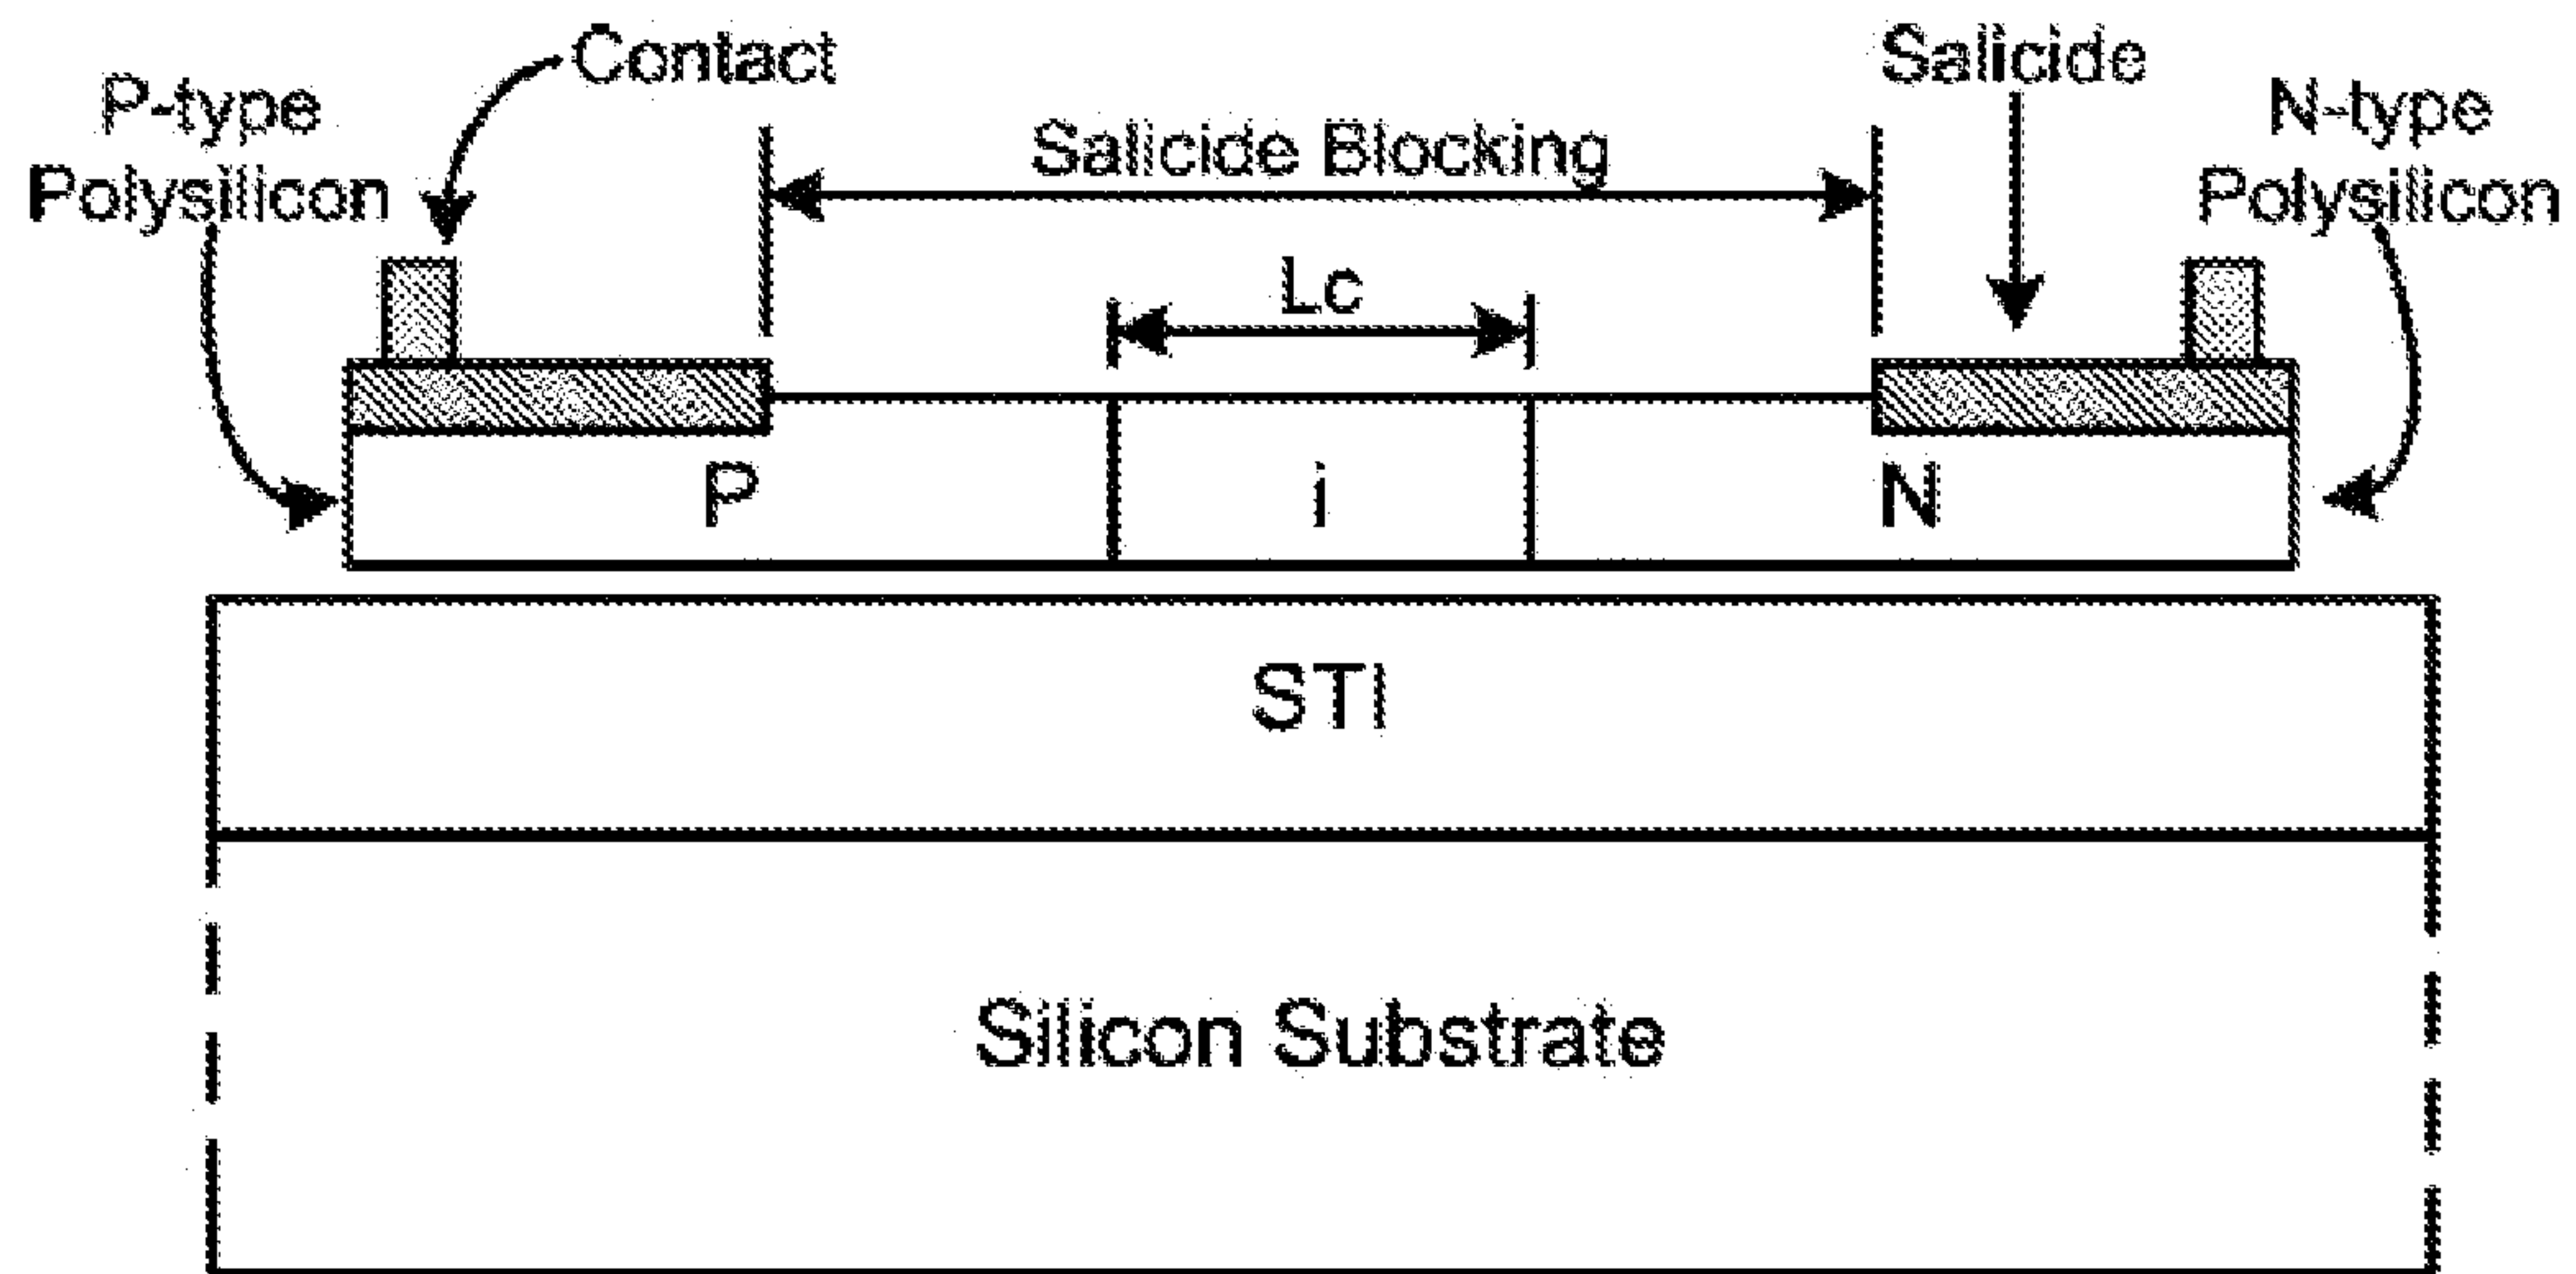 Contact
Salicide
P-type
Polysilicon
Salicide Blocking
N-type
Polysilicon
Lc
P
i
N
STI
Silicon Substrate